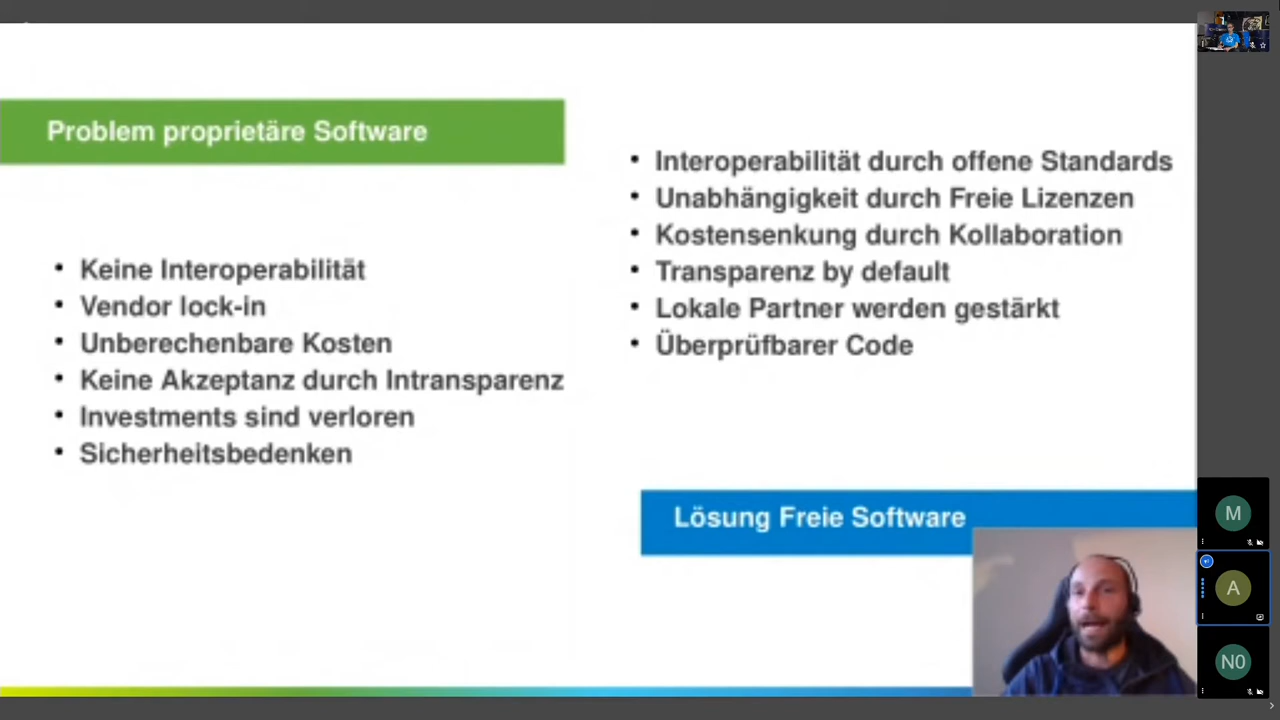 Problem proprietäre Software
Keine Interoperabilität
Vendor lock-in
Unberechenbare Kosten
Keine Akzeptanz durch Intransparenz
Investments sind verloren
Sicherheitsbedenken
Interoperabilität durch offene Standards
Unabhängigkeit durch Freie Lizenzen
Kostensenkung durch Kollaboration
Transparenz by default
Lokale Partner werden gestärkt
Überprüfbarer Code
Lösung Freie Software
M
A
N0